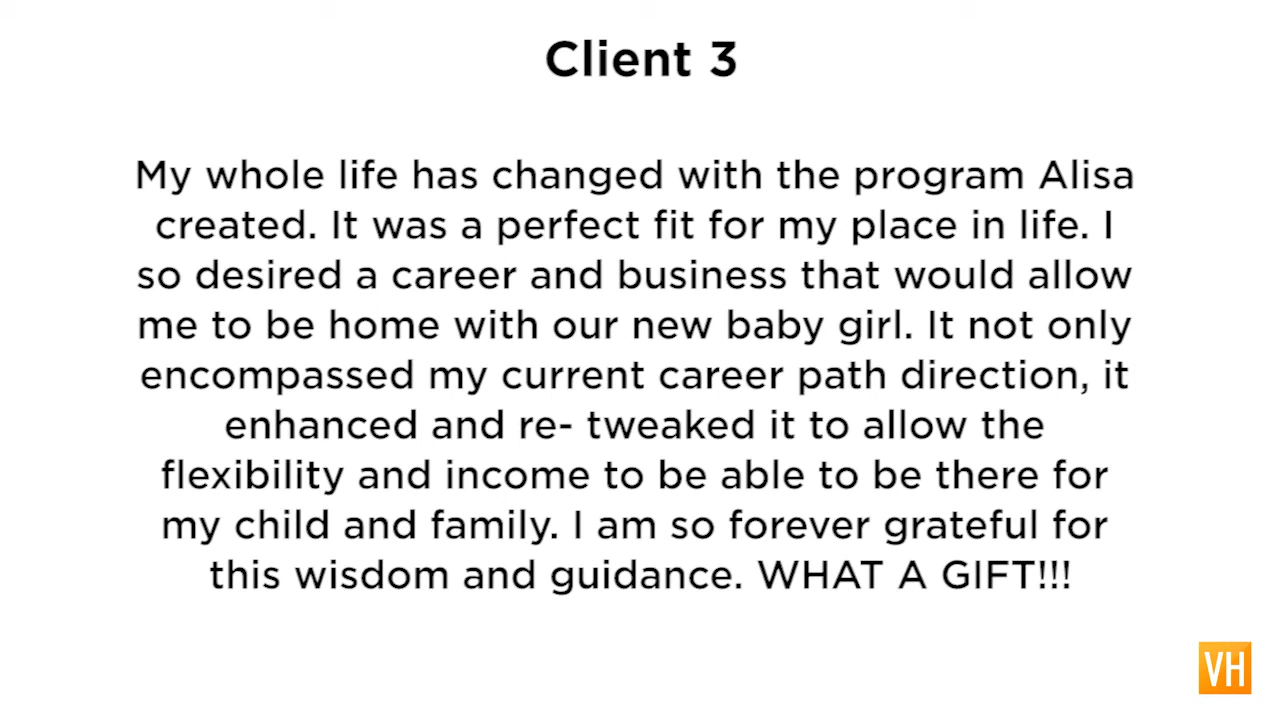 Client 3
My whole life has changed with the program Alisa
created. It was a perfect fit for my place in life. I
so desired a career and business that would allow
me to be home with our new baby girl. It not only
encompassed my current career path direction, it
enhanced and re- tweaked it to allow the
flexibility and income to be able to be there for
my child and family. I am so forever grateful for
this wisdom and guidance. WHAT A GIFT!!!
VH